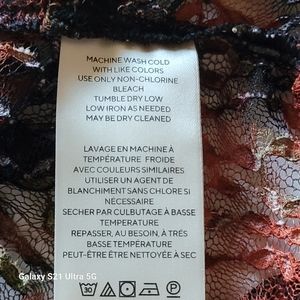 MACHINE WASH COLD
WITH LIKE COLORS
USE ONLY NON-CHLORINE
BLEACH
TUMBLE DRY LOW
LOW IRON AS NEEDED
MAY BE DRY CLEANED
LAVAGE EN MACHINE À
TEMPÉRATURE FROIDE
AVEC COULEURS SIMILAIRES
UTILISER UN AGENT DE
BLANCHIMENT SANS CHLORE SI
NÉCESSAIRE
SECHER PAR CULBUTAGE À BASSE
TEMPERATURE
REPASSER, AU BESOIN, À TRÈS
BASSE TEMPÉRATURE
PEUT-ÊTRE ÊTRE NETTOYÉE À SEC
30
Galaxy S21 Ultra 5G